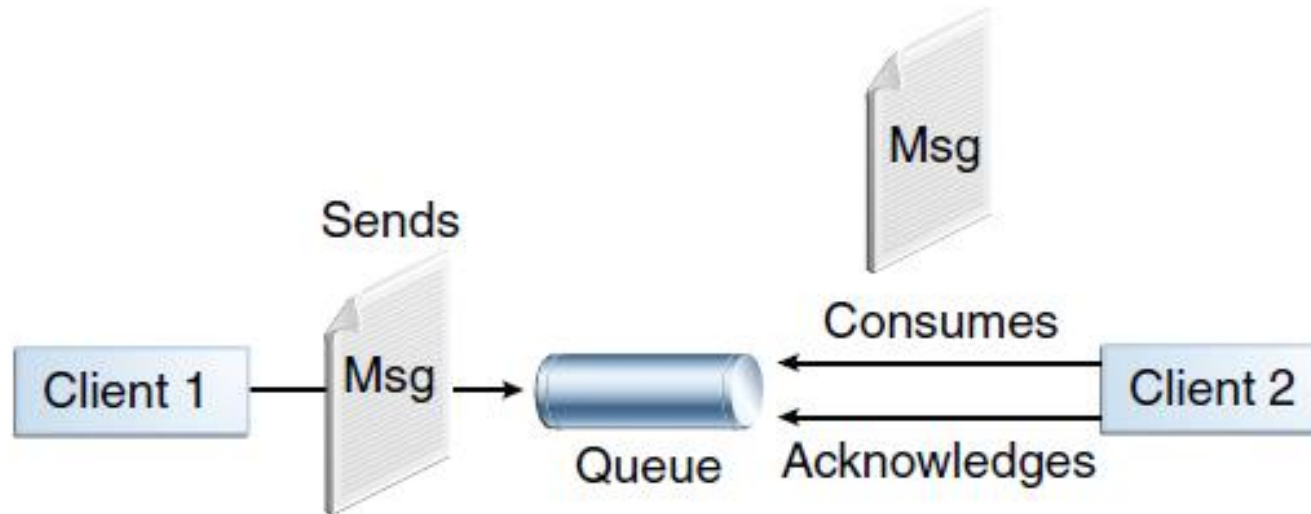 Msg
Sends
Msg
Client 1
Consumes
Client 2
Queue
Acknowledges